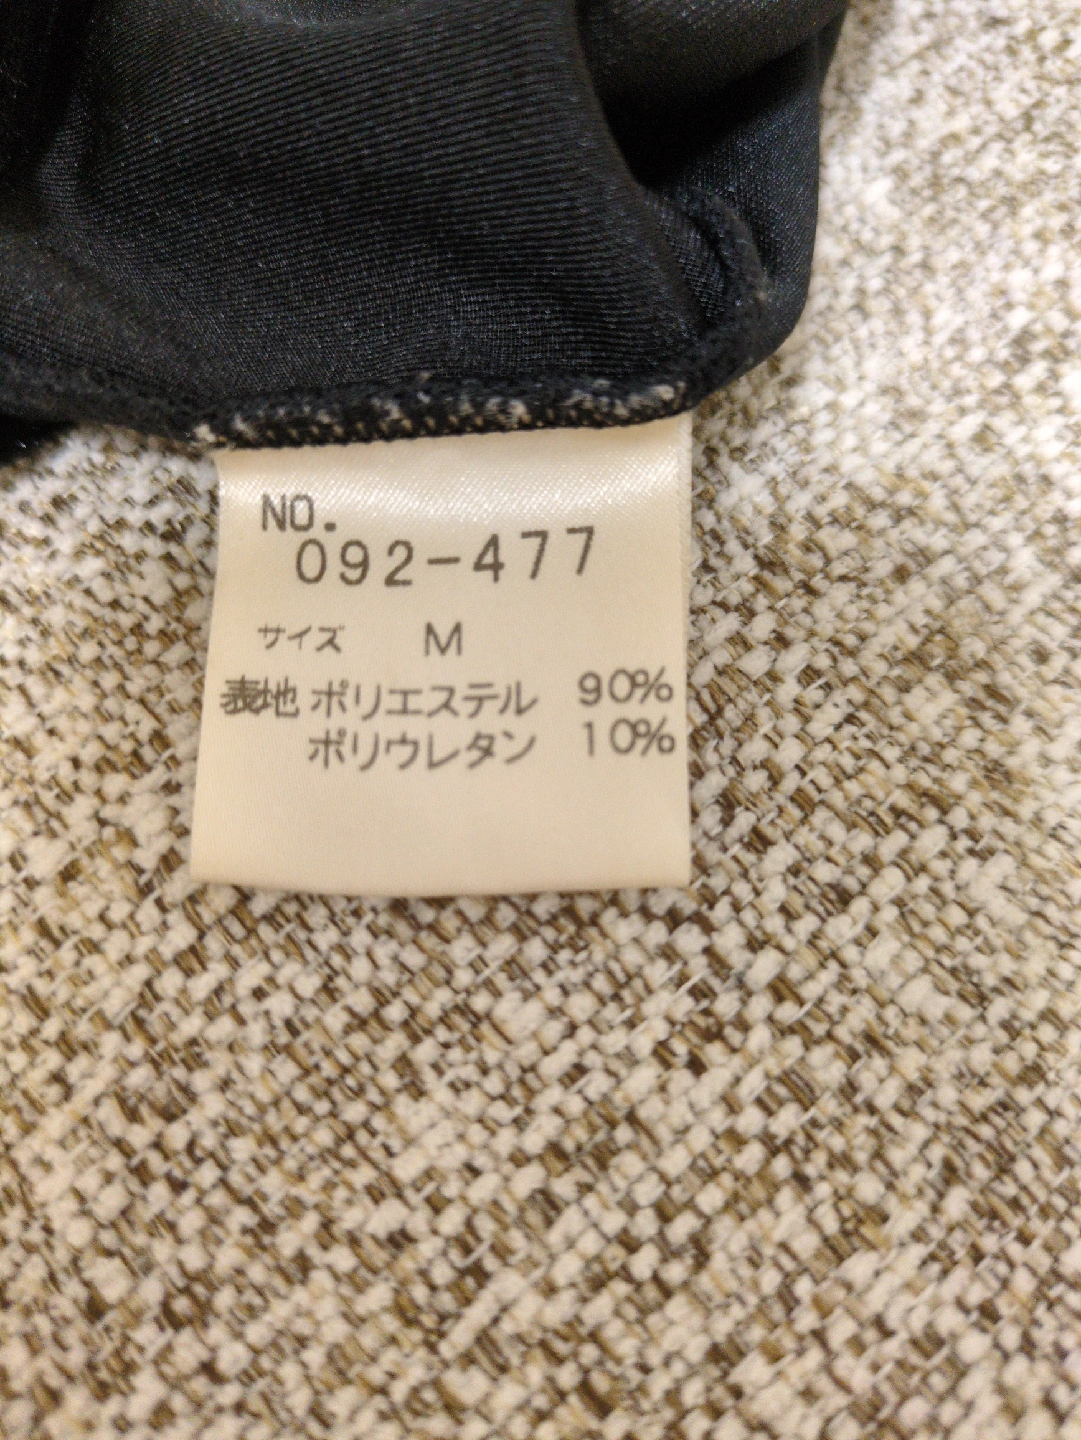 NO.
092-477
サイズ M
表地 ポリエステル 90%
ポリウレタン 10%